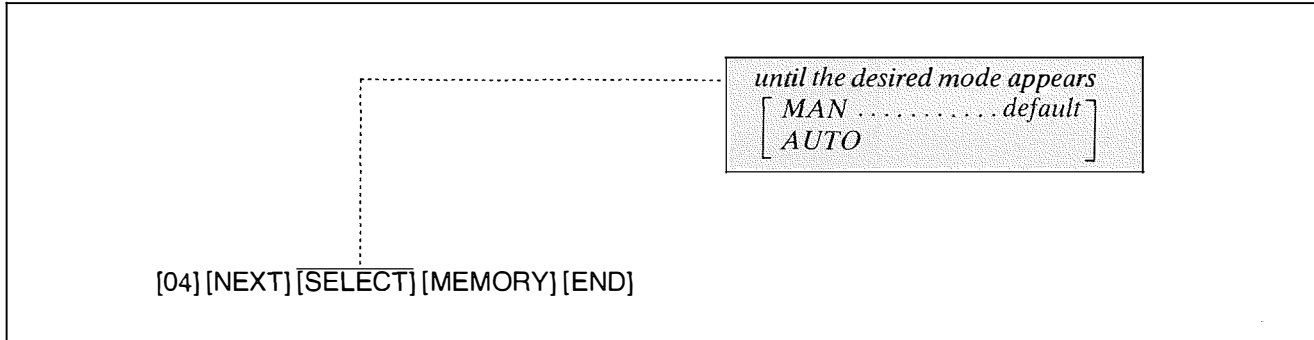 until the desired mode appears
MAN ........... default
AUTO
[04] [NEXT] [SELECT] [MEMORY] [END]